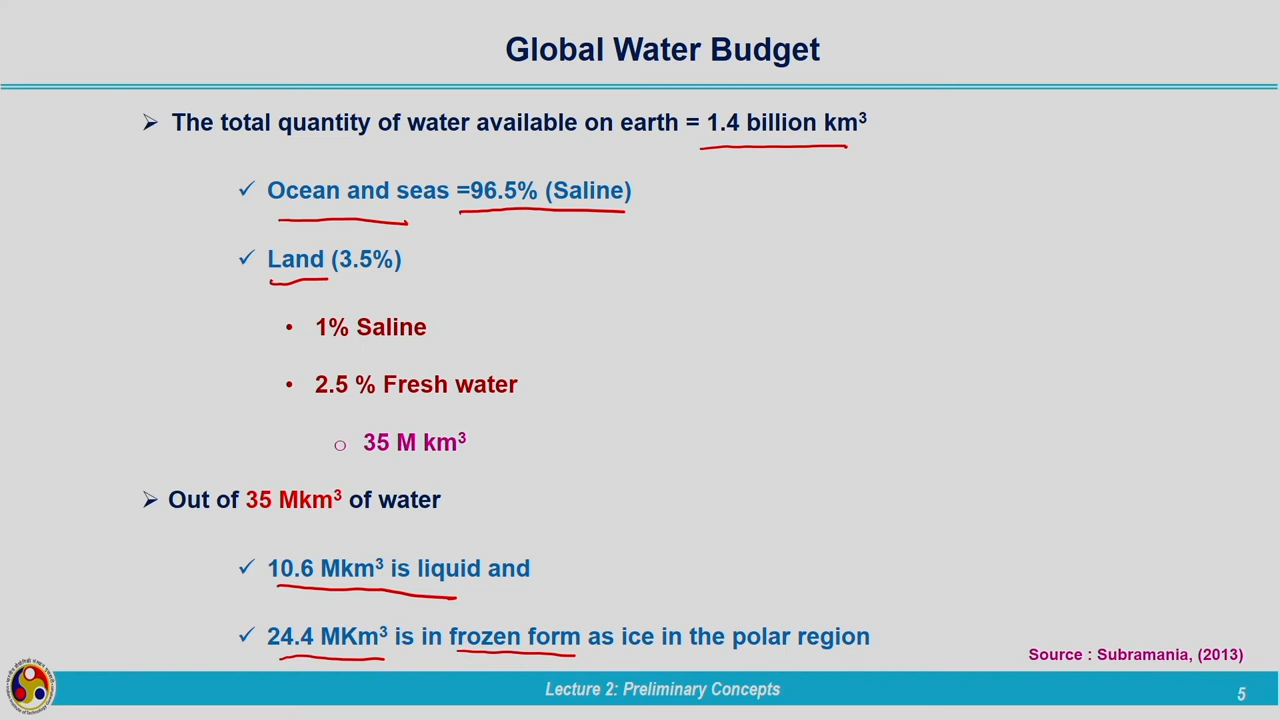 Global Water Budget
➢ The total quantity of water available on earth = 1.4 billion km³
✓ Ocean and seas =96.5% (Saline)
✓ Land (3.5%)
• 1% Saline
• 2.5 % Fresh water
o 35 M km³
➢ Out of 35 Mkm³ of water
✓ 10.6 Mkm³ is liquid and
✓ 24.4 MKm³ is in frozen form as ice in the polar region
Source : Subramania, (2013)
Lecture 2: Preliminary Concepts
5